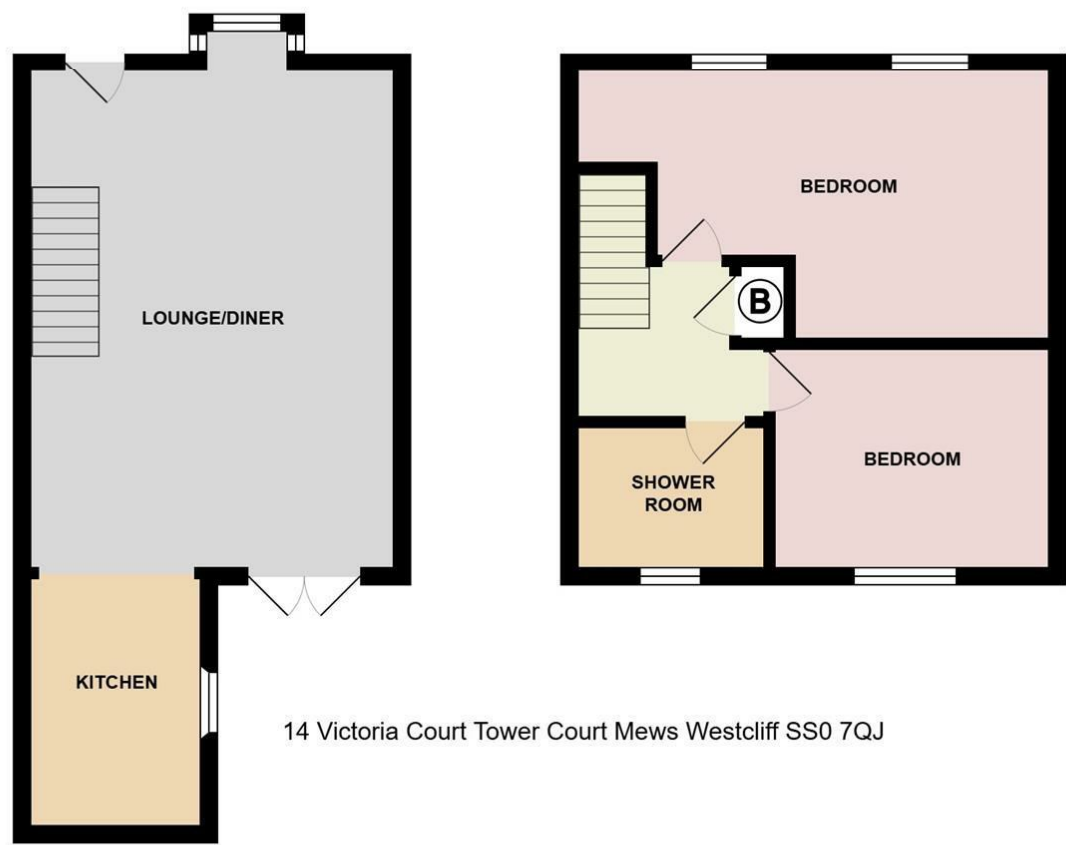 LOUNGE/DINER
KITCHEN
BEDROOM
B
BEDROOM
SHOWER
ROOM
14 Victoria Court Tower Court Mews Westcliff SS0 7QJ